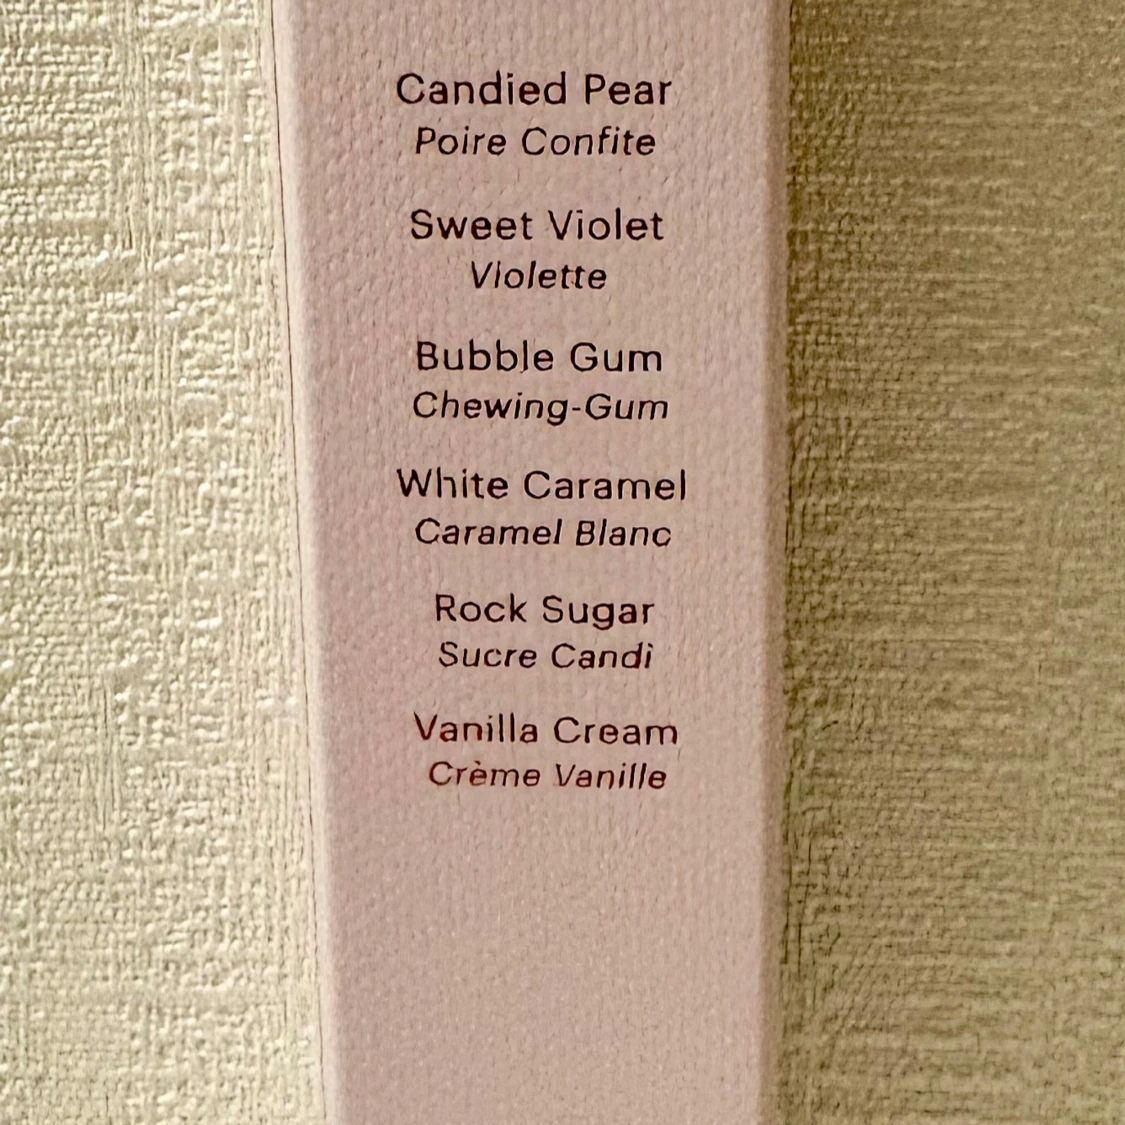 Candied Pear
Poire Confite
Sweet Violet
Violette
Bubble Gum
Chewing-Gum
White Caramel
Caramel Blanc
Rock Sugar
Sucre Candi
Vanilla Cream
Crème Vanille